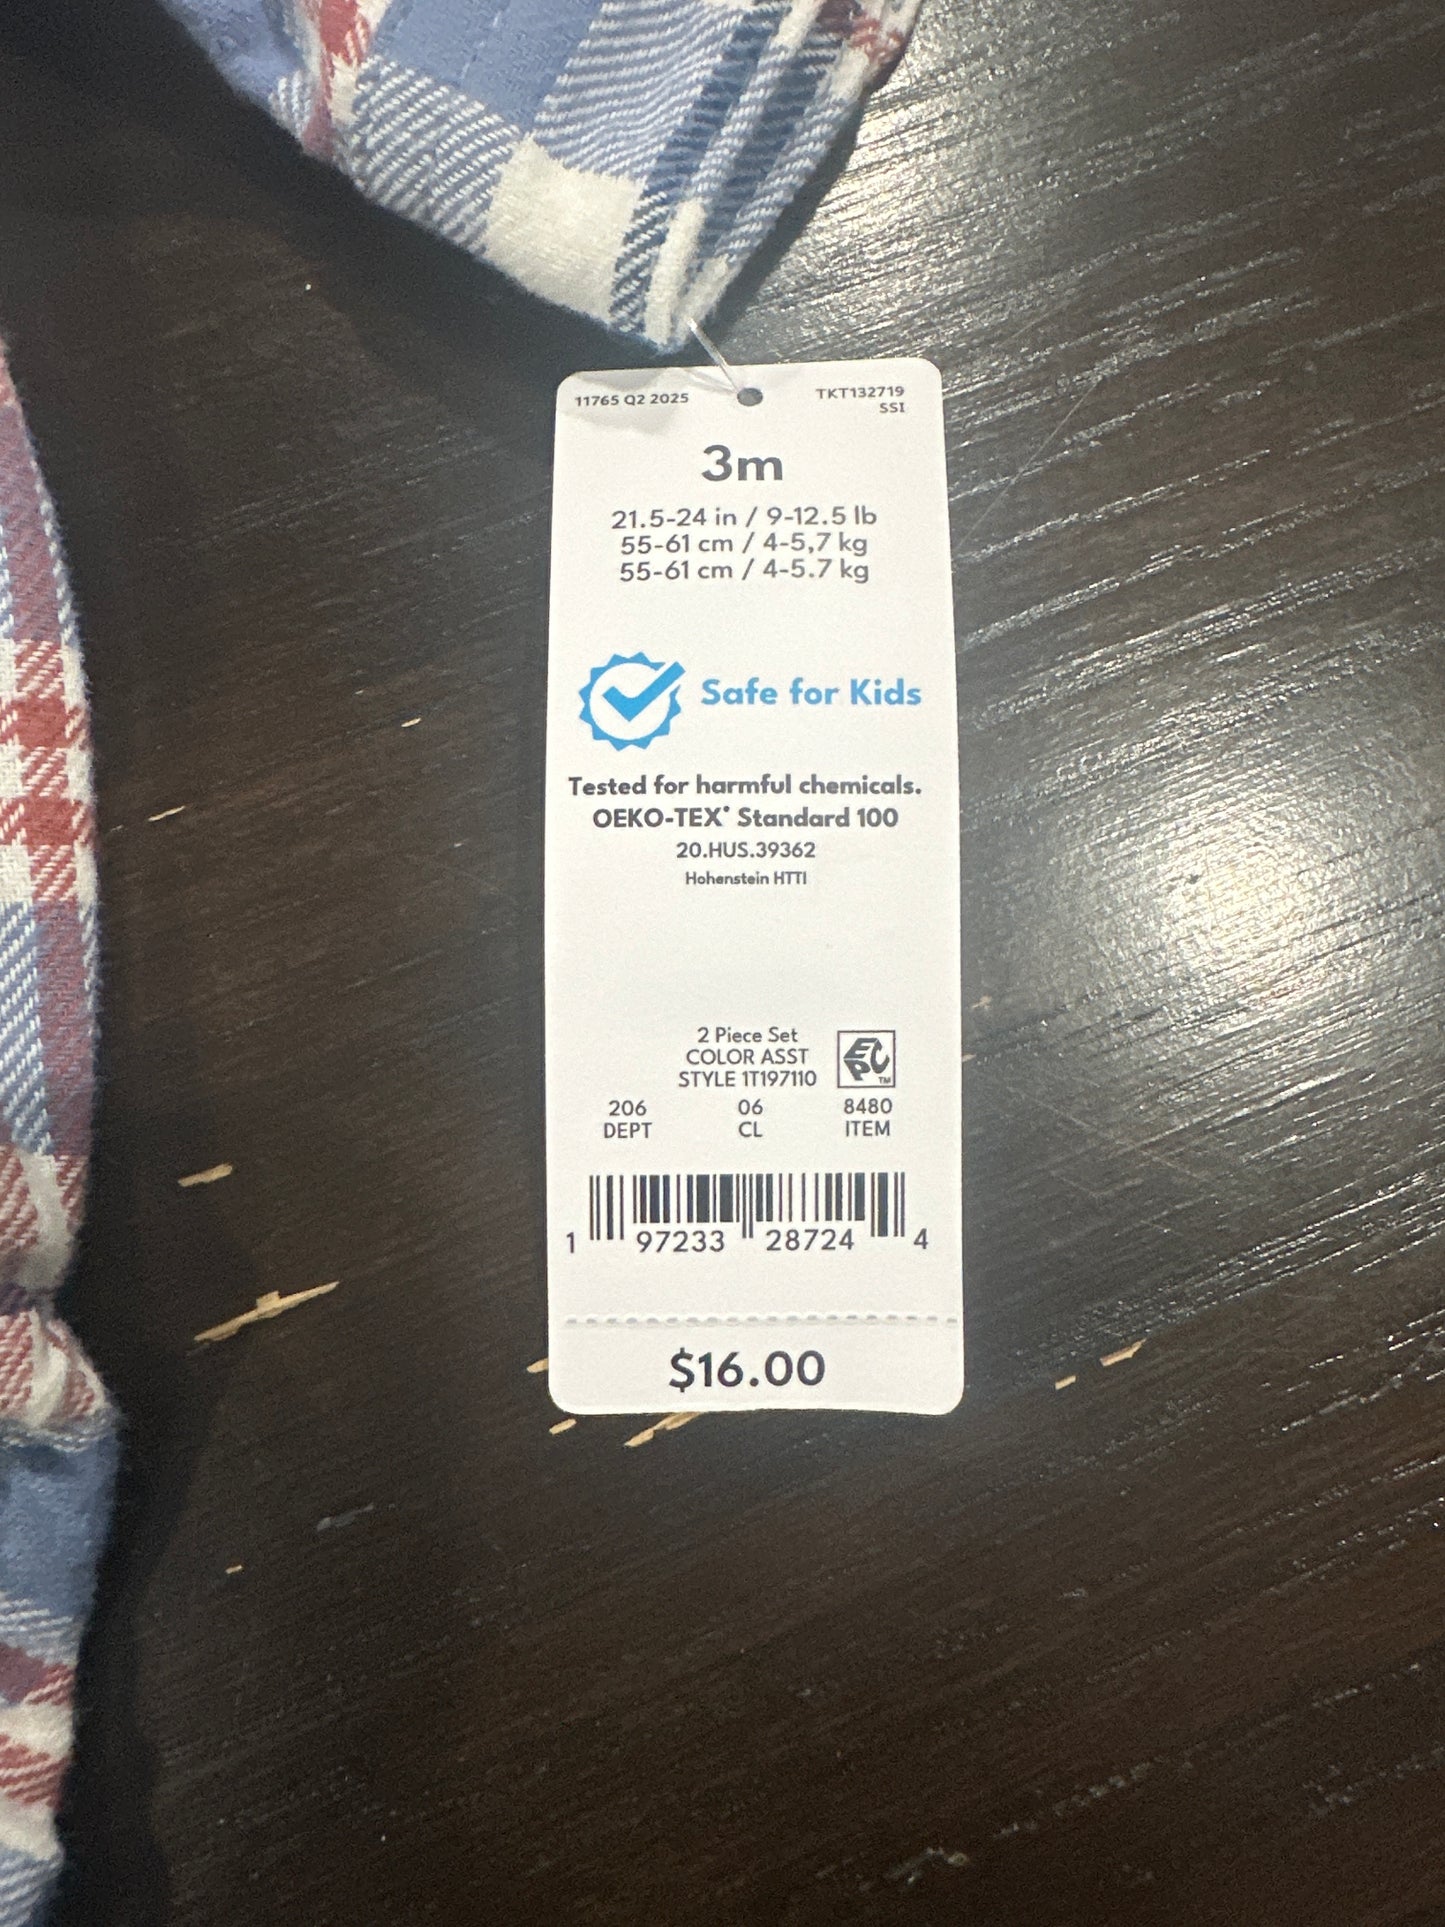 11765 Q2 2025
TKT132719
SSI
3m
21.5-24 in / 9-12.5 lb
55-61 cm / 4-5,7 kg
55-61 cm / 4-5.7 kg
Safe for Kids
Tested for harmful chemicals.
OEKO-TEX® Standard 100
20.HUS.39362
Hohenstein HTTI
2 Piece Set
COLOR ASST
STYLE 1T197110
EPC™
206 06 8480
DEPT CL ITEM
1 97233 28724 4
$16.00